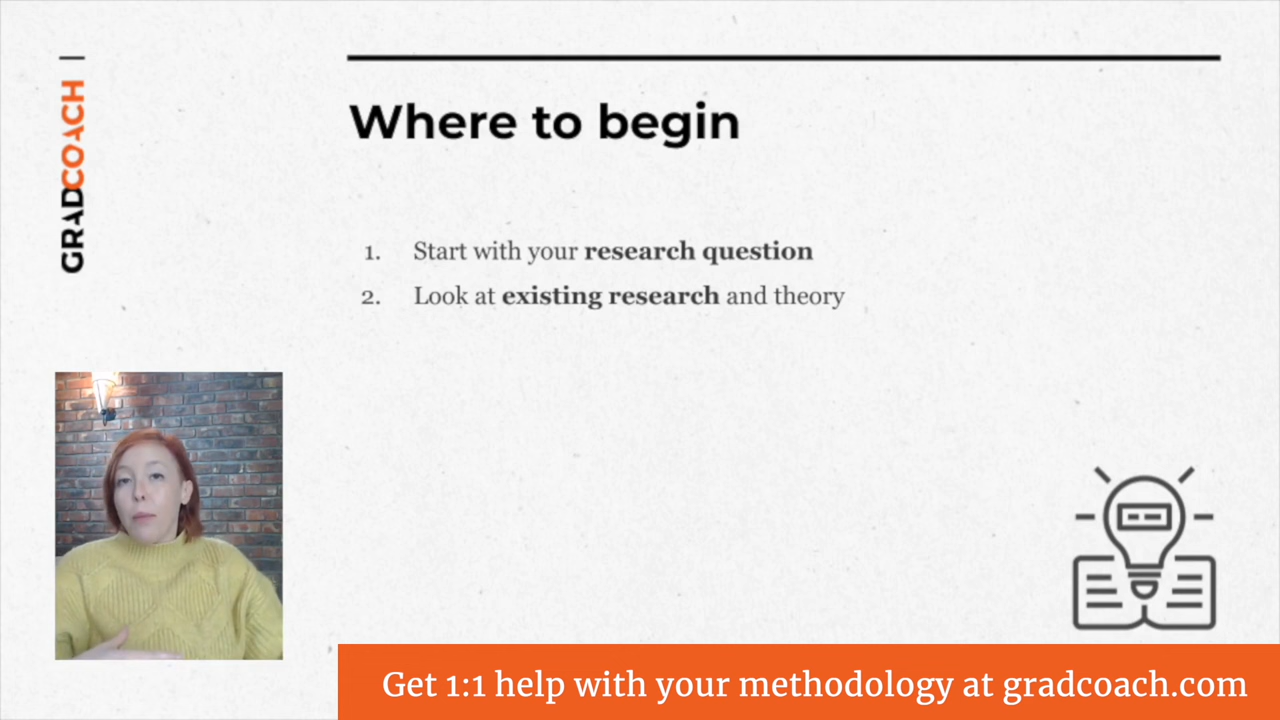 GRADCOACH
Where to begin
1. Start with your research question
2. Look at existing research and theory
Get 1:1 help with your methodology at gradcoach.com